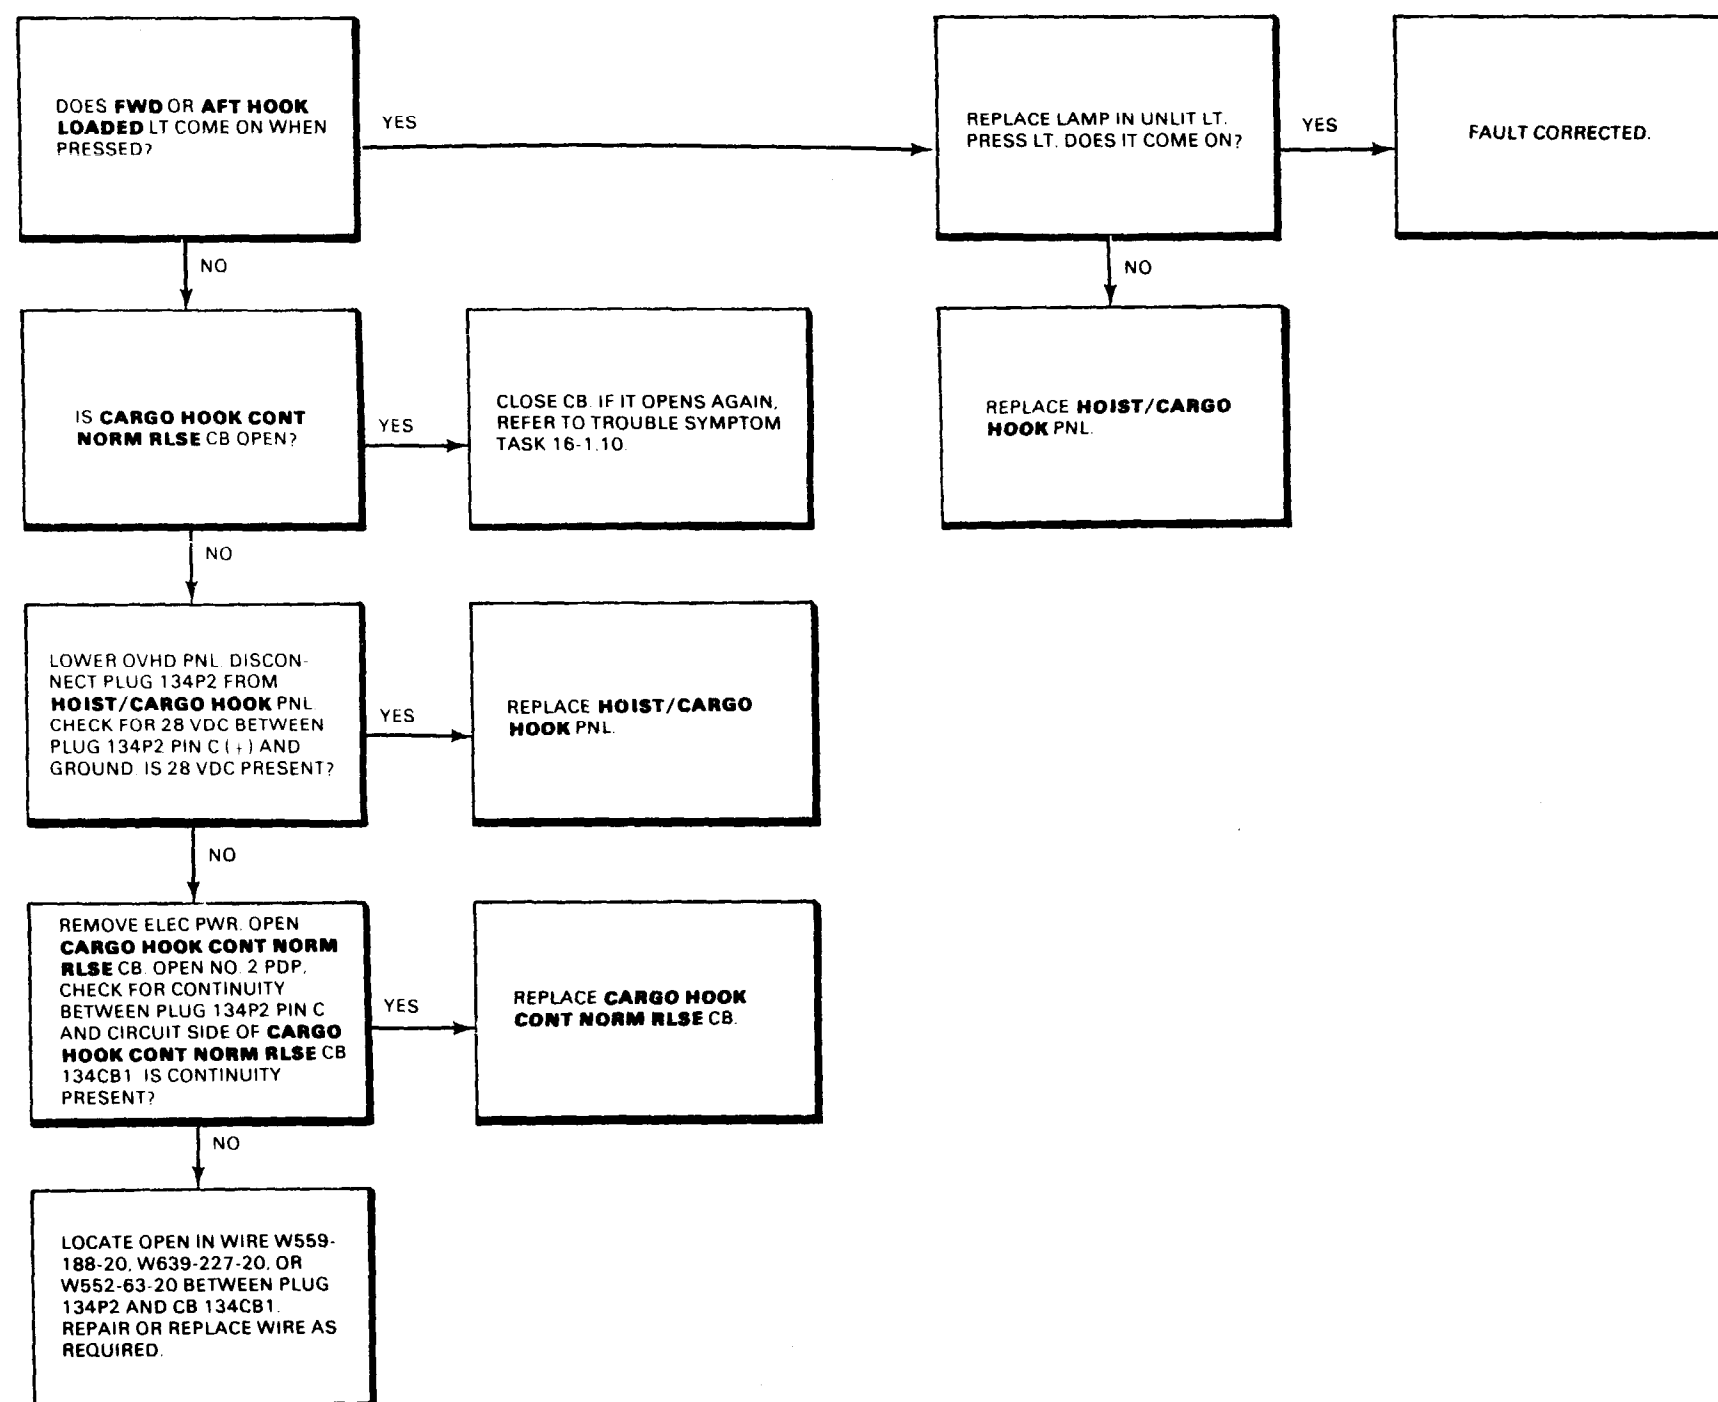 DOES FWD OR AFT HOOK
LOADED LT COME ON WHEN
PRESSED?
YES
REPLACE LAMP IN UNLIT LT.
PRESS LT. DOES IT COME ON?
YES
FAULT CORRECTED.
NO
NO
IS CARGO HOOK CONT
NORM RLSE CB OPEN?
YES
CLOSE CB. IF IT OPENS AGAIN,
REFER TO TROUBLE SYMPTOM
TASK 16-1.10.
REPLACE HOIST/CARGO
HOOK PNL.
NO
LOWER OVHD PNL. DISCON-
NECT PLUG 134P2 FROM
HOIST/CARGO HOOK PNL
CHECK FOR 28 VDC BETWEEN
PLUG 134P2 PIN C (+) AND
GROUND. IS 28 VDC PRESENT?
YES
REPLACE HOIST/CARGO
HOOK PNL.
NO
REMOVE ELEC PWR. OPEN
CARGO HOOK CONT NORM
RLSE CB. OPEN NO. 2 PDP.
CHECK FOR CONTINUITY
BETWEEN PLUG 134P2 PIN C
AND CIRCUIT SIDE OF CARGO
HOOK CONT NORM RLSE CB
134CB1 IS CONTINUITY
PRESENT?
YES
REPLACE CARGO HOOK
CONT NORM RLSE CB.
NO
LOCATE OPEN IN WIRE W559-
188-20, W639-227-20, OR
W552-63-20 BETWEEN PLUG
134P2 AND CB 134CB1.
REPAIR OR REPLACE WIRE AS
REQUIRED.